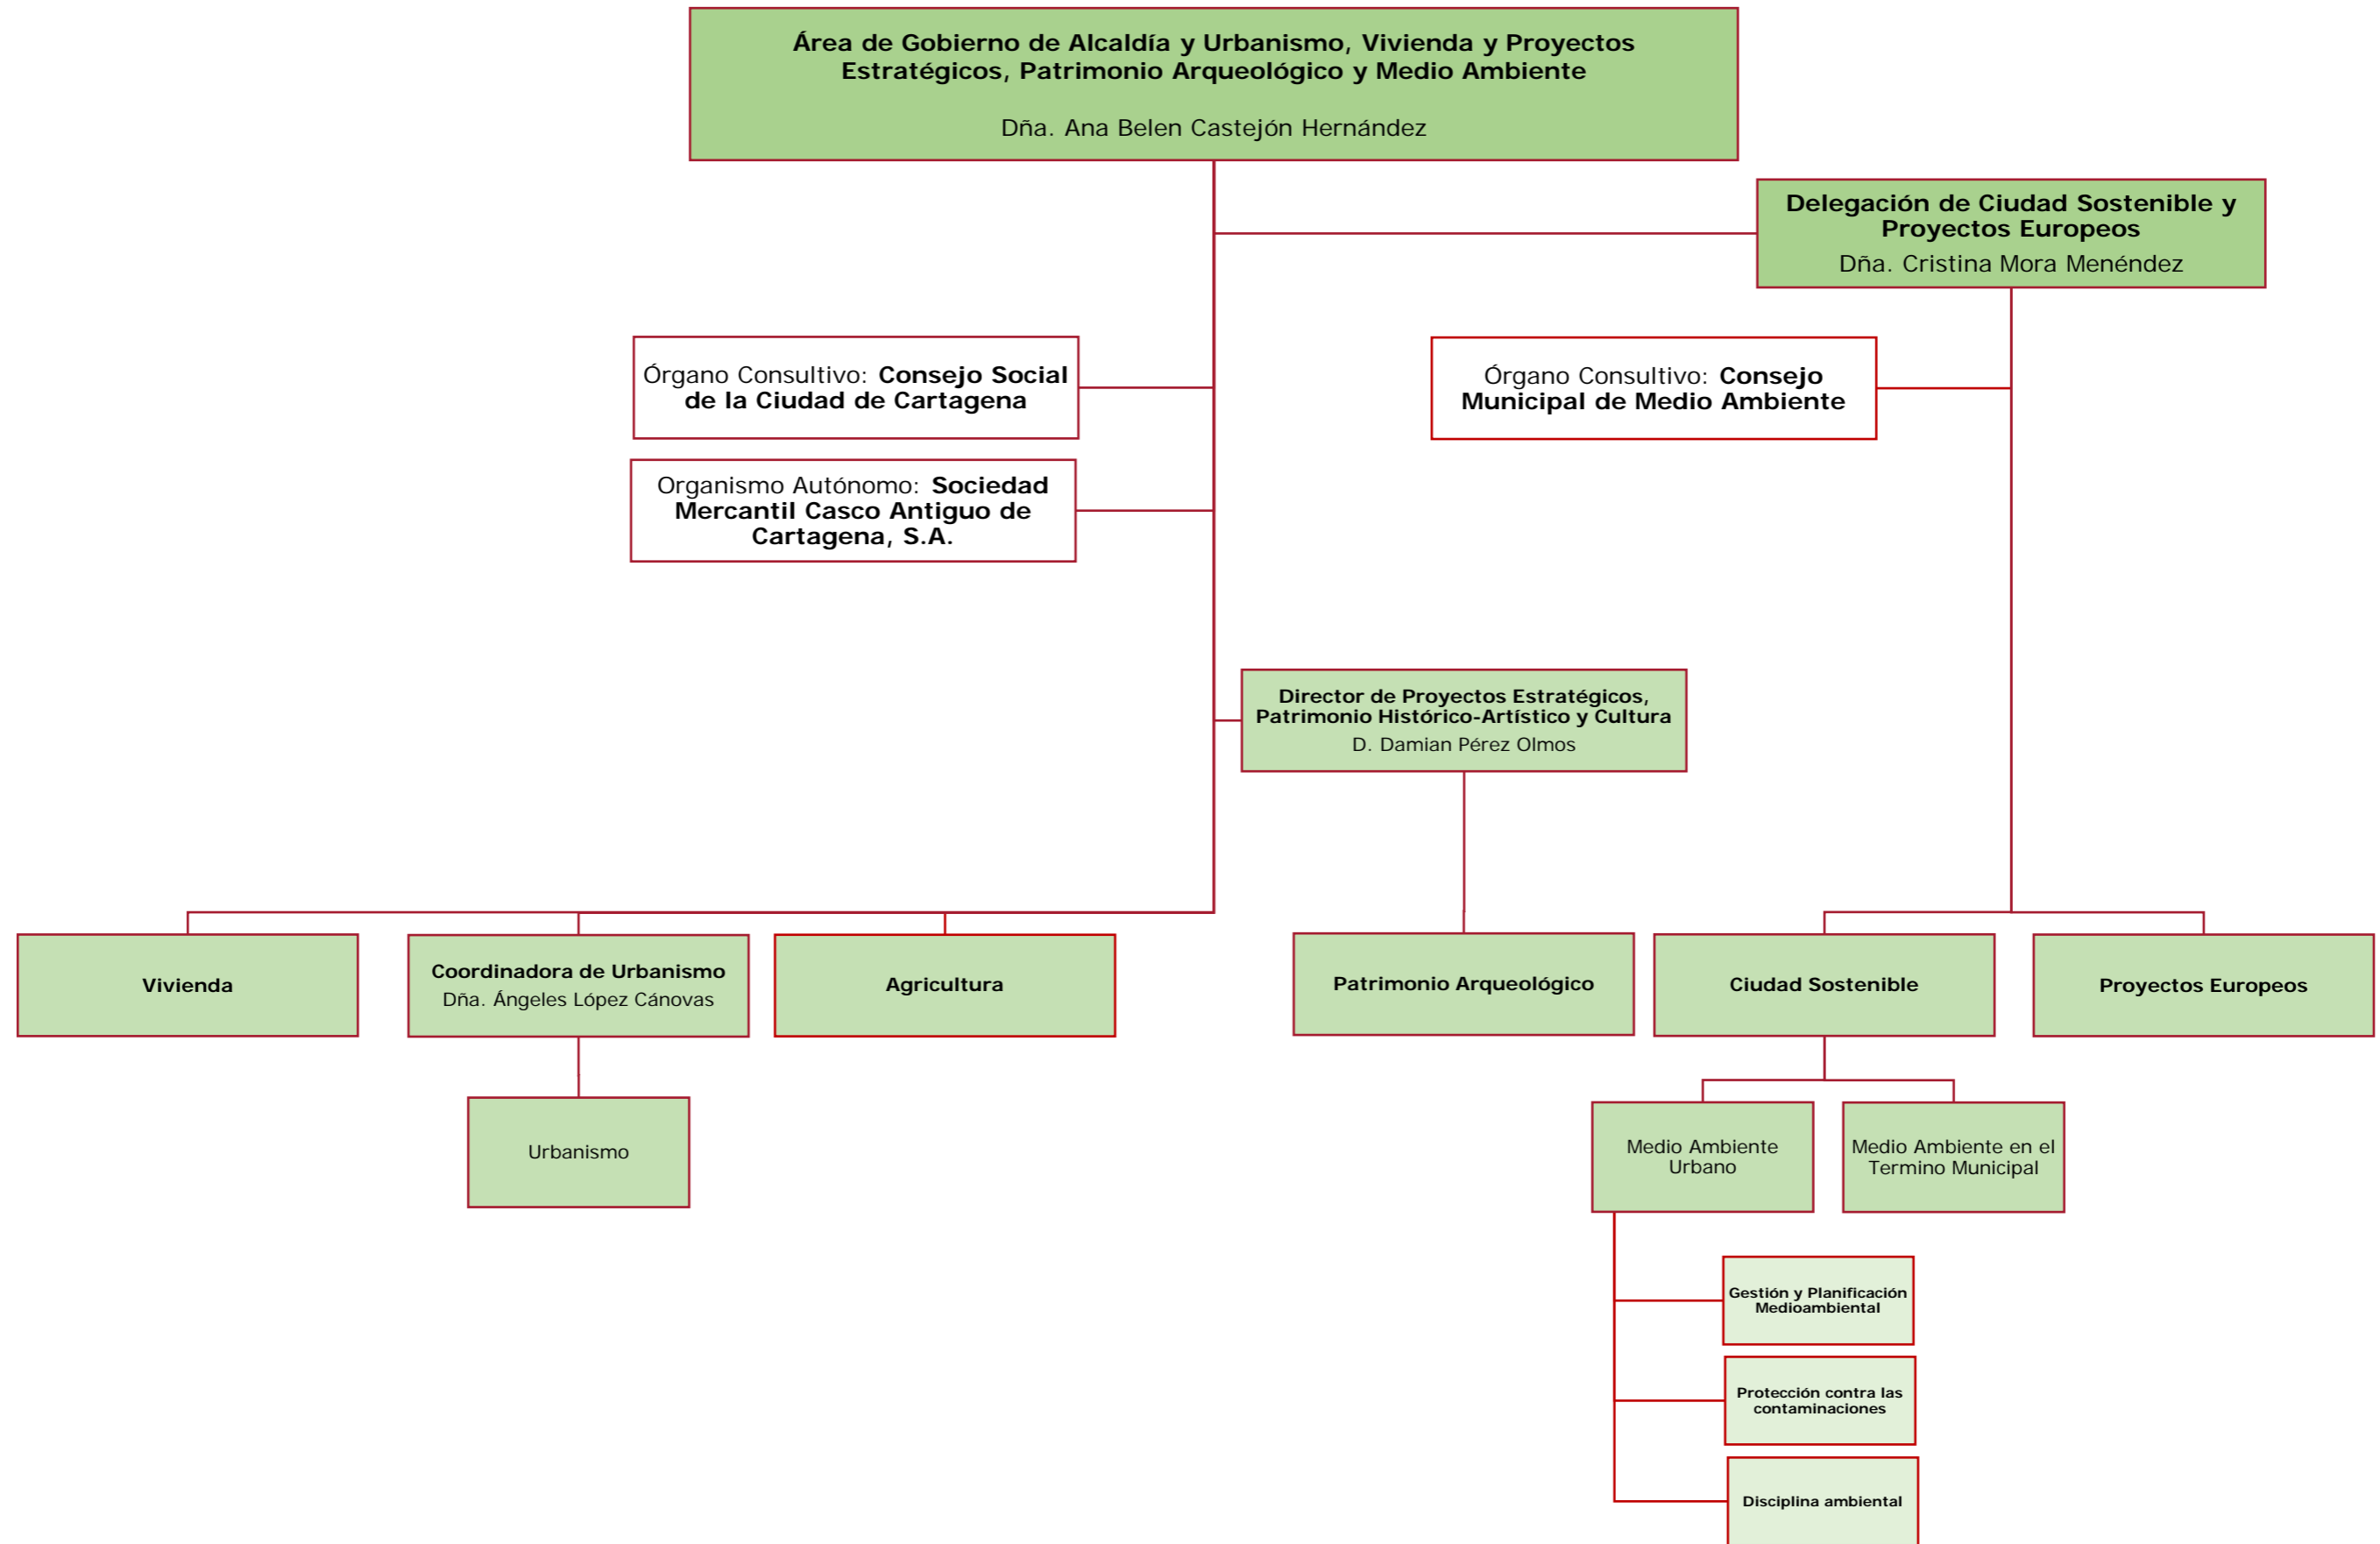 Área de Gobierno de Alcaldía y Urbanismo, Vivienda y Proyectos
Estratégicos, Patrimonio Arqueológico y Medio Ambiente
Dña. Ana Belen Castejón Hernández
Delegación de Ciudad Sostenible y
Proyectos Europeos
Dña. Cristina Mora Menéndez
Órgano Consultivo: Consejo Social
de la Ciudad de Cartagena
Órgano Consultivo: Consejo
Municipal de Medio Ambiente
Organismo Autónomo: Sociedad
Mercantil Casco Antiguo de
Cartagena, S.A.
Director de Proyectos Estratégicos,
Patrimonio Histórico-Artístico y Cultura
D. Damian Pérez Olmos
Vivienda
Coordinadora de Urbanismo
Dña. Ángeles López Cánovas
Agricultura
Patrimonio Arqueológico
Ciudad Sostenible
Proyectos Europeos
Urbanismo
Medio Ambiente
Urbano
Medio Ambiente en el
Termino Municipal
Gestión y Planificación
Medioambiental
Protección contra las
contaminaciones
Disciplina ambiental